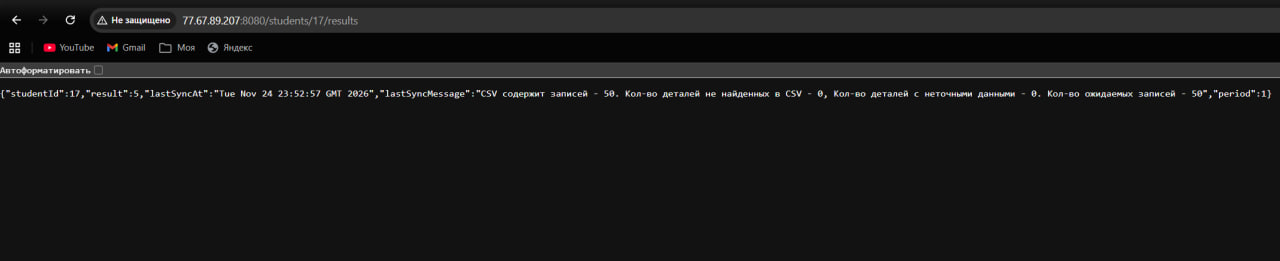 Не защищено 77.67.89.207:8080/students/17/results
YouTube Gmail Моя Яндекс
Автоформатировать
{"studentId":17,"result":5,"lastSyncAt":"Tue Nov 24 23:52:57 GMT 2026","lastSyncMessage":"CSV содержит записей - 50. Кол-во деталей не найденных в CSV - 0, Кол-во деталей с неточными данными - 0. Кол-во ожидаемых записей - 50","period":1}